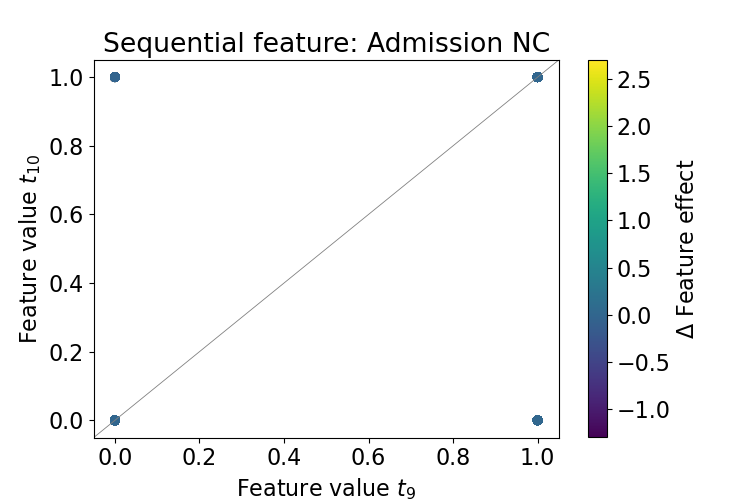 Sequential feature: Admission NC
1.0
0.8
0.6
0.4
0.2
0.0
Feature value t₁₀
0.0 0.2 0.4 0.6 0.8 1.0
Feature value t₉
2.5
2.0
1.5
1.0
0.5
0.0
−0.5
−1.0
Δ Feature effect